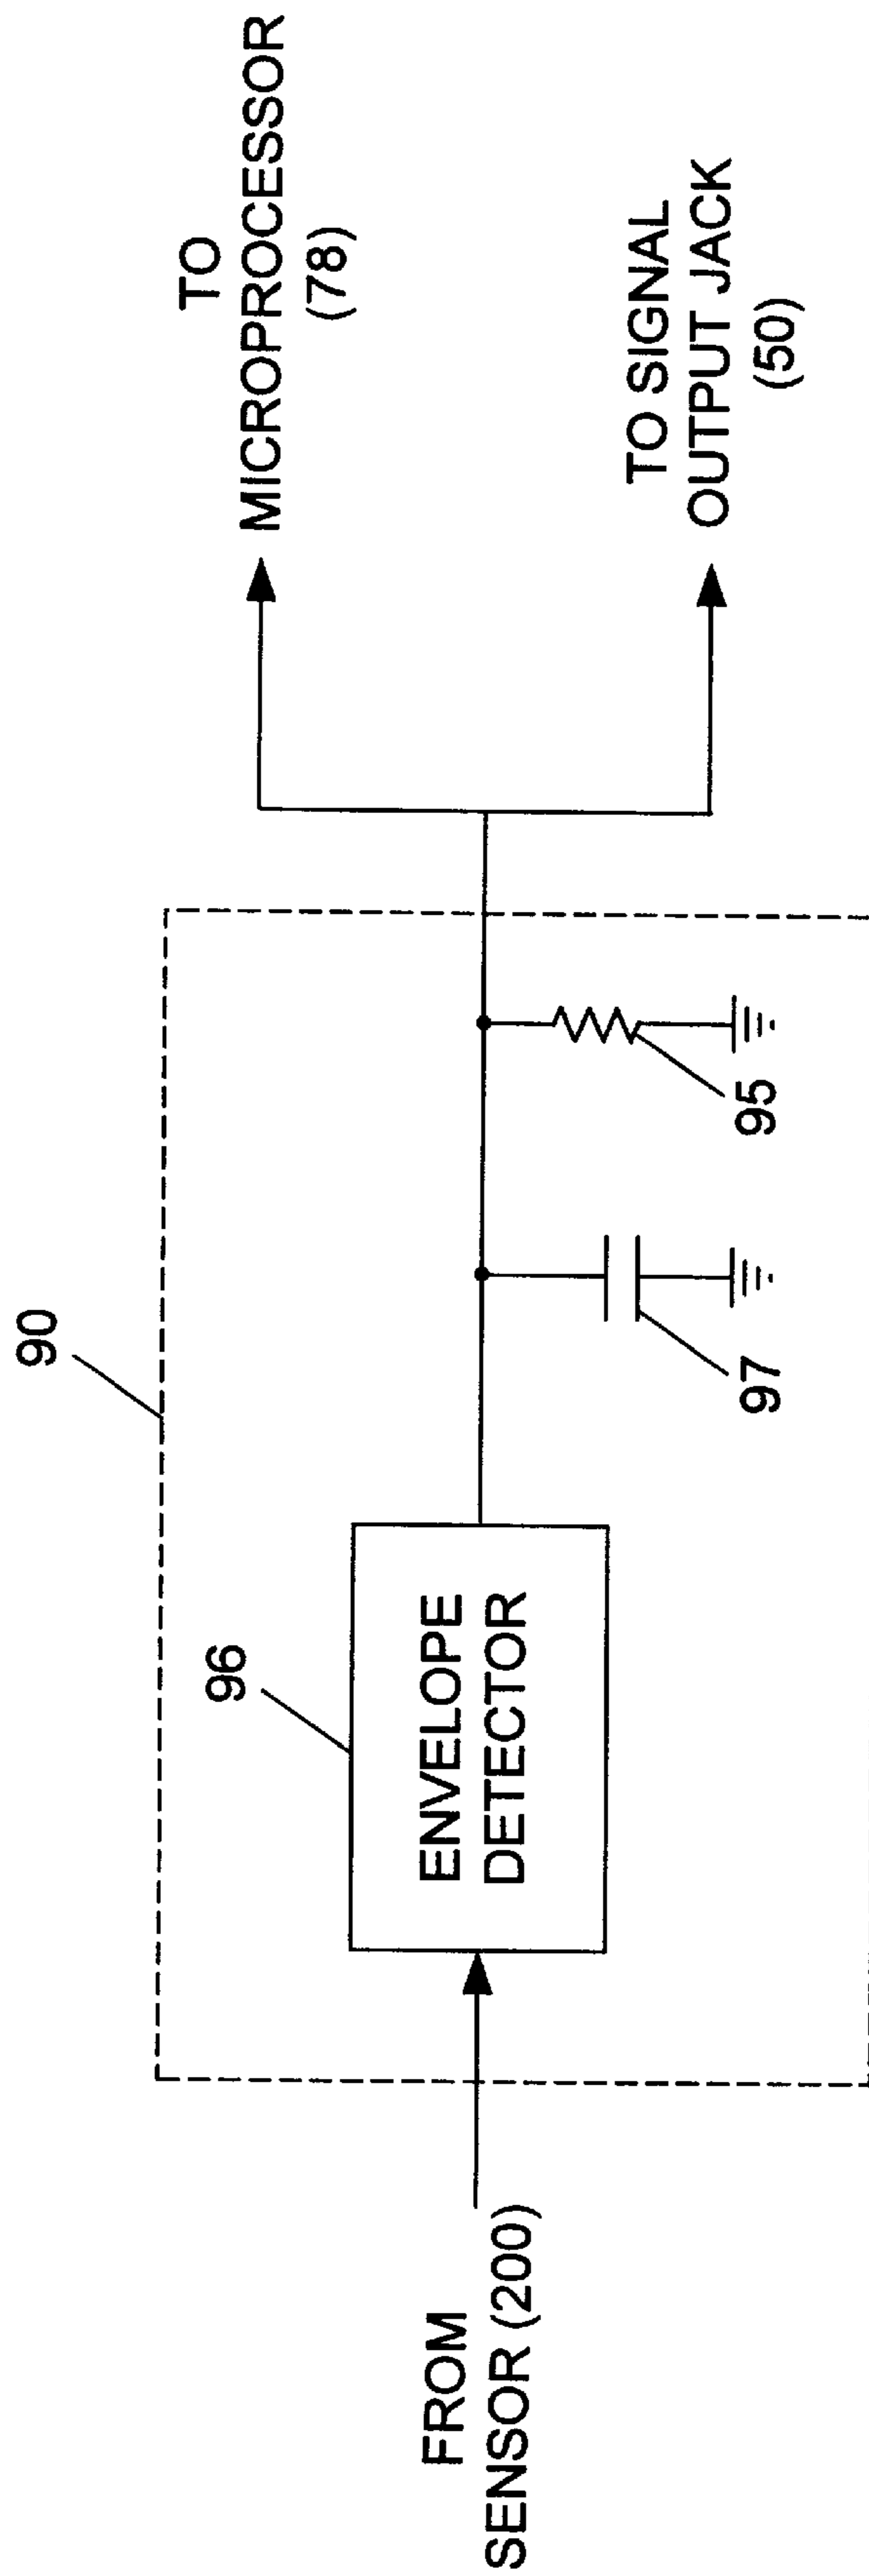 FROM
SENSOR (200)
90
96
ENVELOPE
DETECTOR
97
95
TO
MICROPROCESSOR
(78)
TO SIGNAL
OUTPUT JACK
(50)